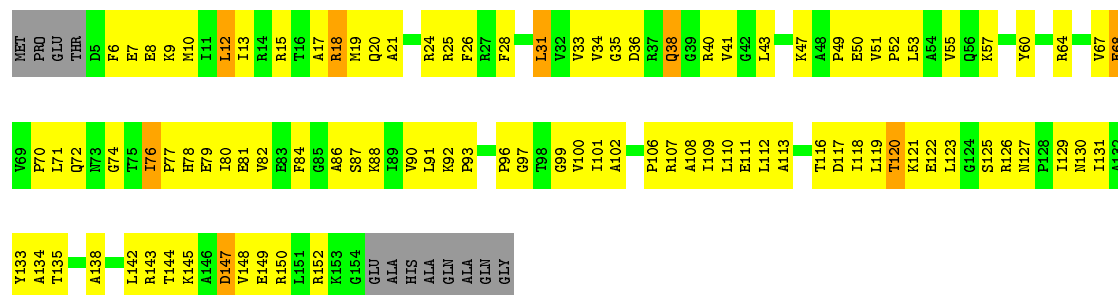 MET PRO GLU THR D5 F6 E7 E8 K9 M10 I11 L12 I13 R14 R15 T16 A17 R18 M19 Q20 A21 R24 R25 F26 R27 F28 L31 V32 V33 V34 G35 D36 R37 Q38 G39 R40 V41 G42 L43 K47 A48 P49 E50 V51 P52 L53 A54 V55 Q56 K57 Y60 R64 V67 E68
V69 P70 L71 Q72 N73 G74 T75 I76 P77 H78 E79 I80 E81 V82 E83 F84 G85 A86 S87 K88 I89 V90 L91 K92 P93 P96 G97 T98 G99 V100 I101 A102 P106 R107 A108 I109 L110 E111 L112 A113 T116 D117 I118 L119 T120 K121 E122 L123 G124 S125 R126 N127 P128 I129 N130 I131 A132
Y133 A134 T135 A138 L142 R143 T144 K145 A146 D147 V148 E149 R150 L151 R152 K153 G154 GLU ALA HIS ALA GLN ALA GLN GLY